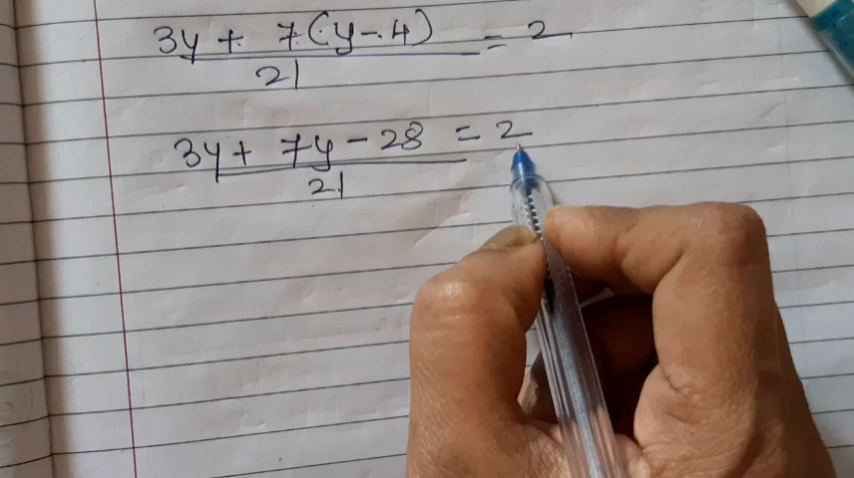 3y + 7(y-4) = 2
21
3y + 7y - 28 = 2
21